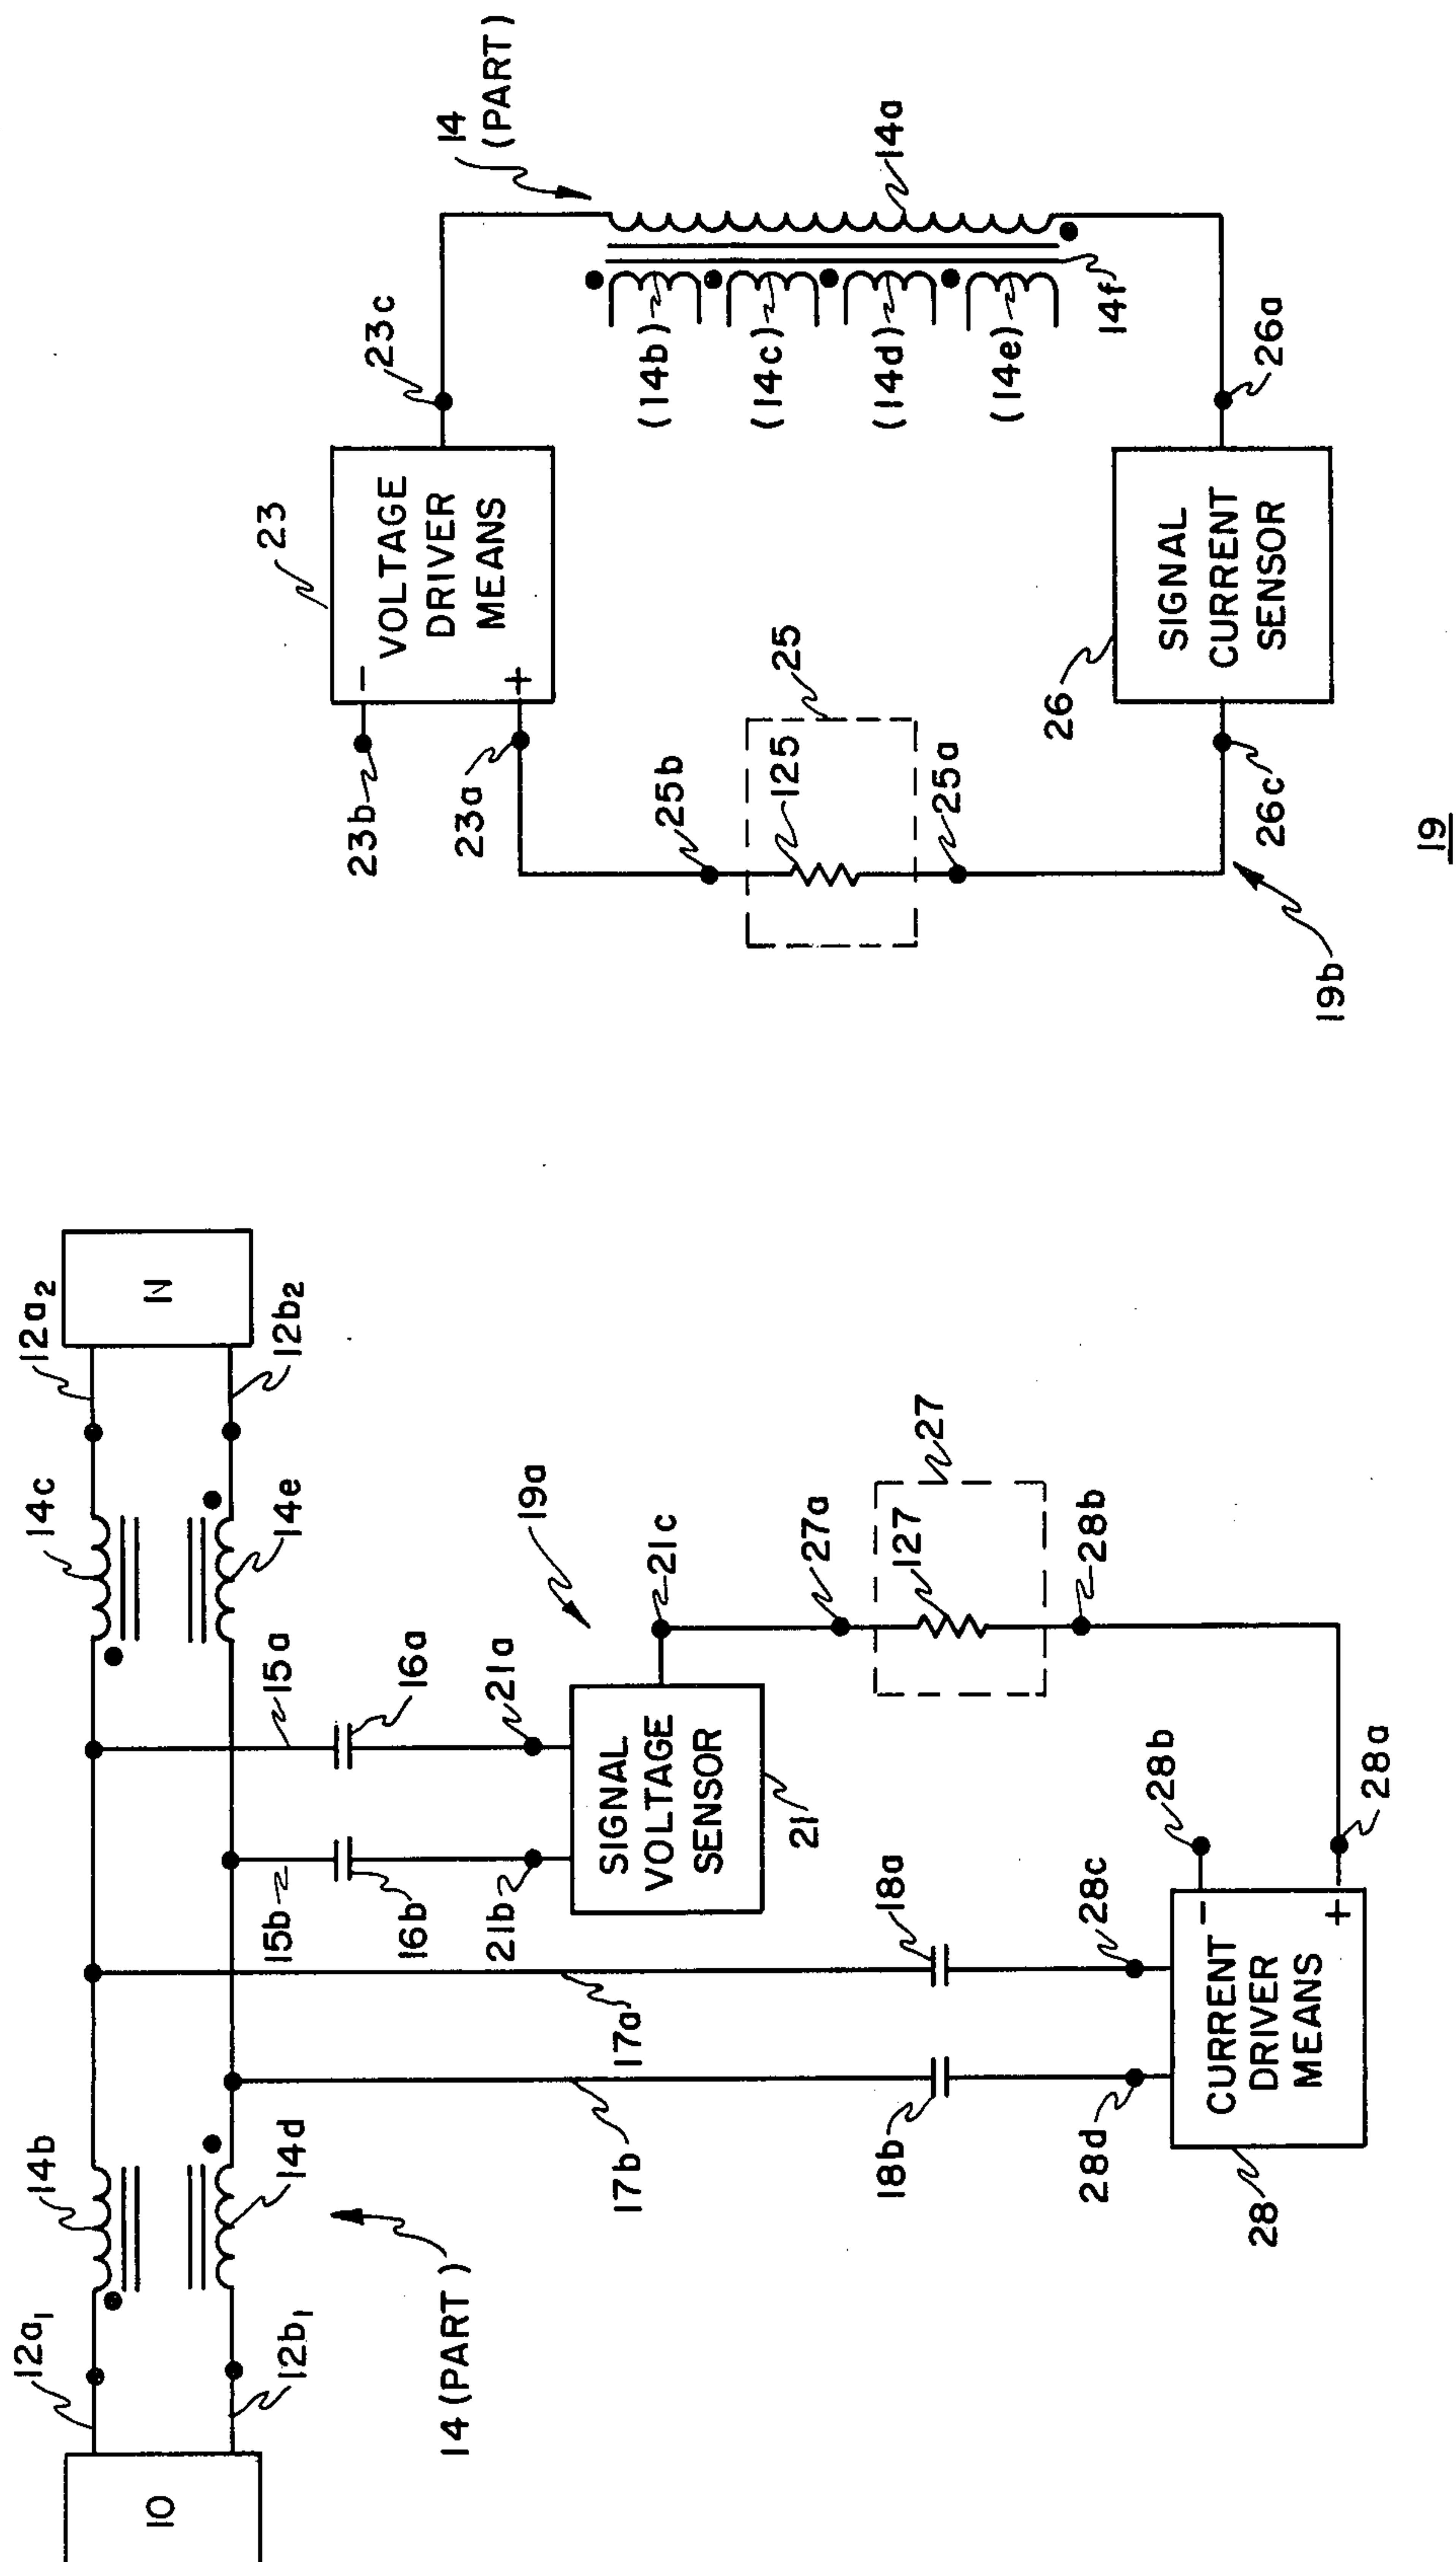 12a1
14b
14c
12a2
10
N
12b1
14d
14e
12b2
14 (PART)
15b
15a
16b
16a
21b
21a
19a
SIGNAL
VOLTAGE
SENSOR
21
21c
17b
17a
18b
18a
27a
127
27
28b
28d
28c
28b
28a
CURRENT
DRIVER
MEANS
-
+
28
23
23b
23a
23c
-
+
VOLTAGE
DRIVER
MEANS
14
(PART)
25b
125
25
25a
(14b)
(14c)
(14d)
(14e)
14a
14f
26
SIGNAL
CURRENT
SENSOR
26c
26a
19b
19